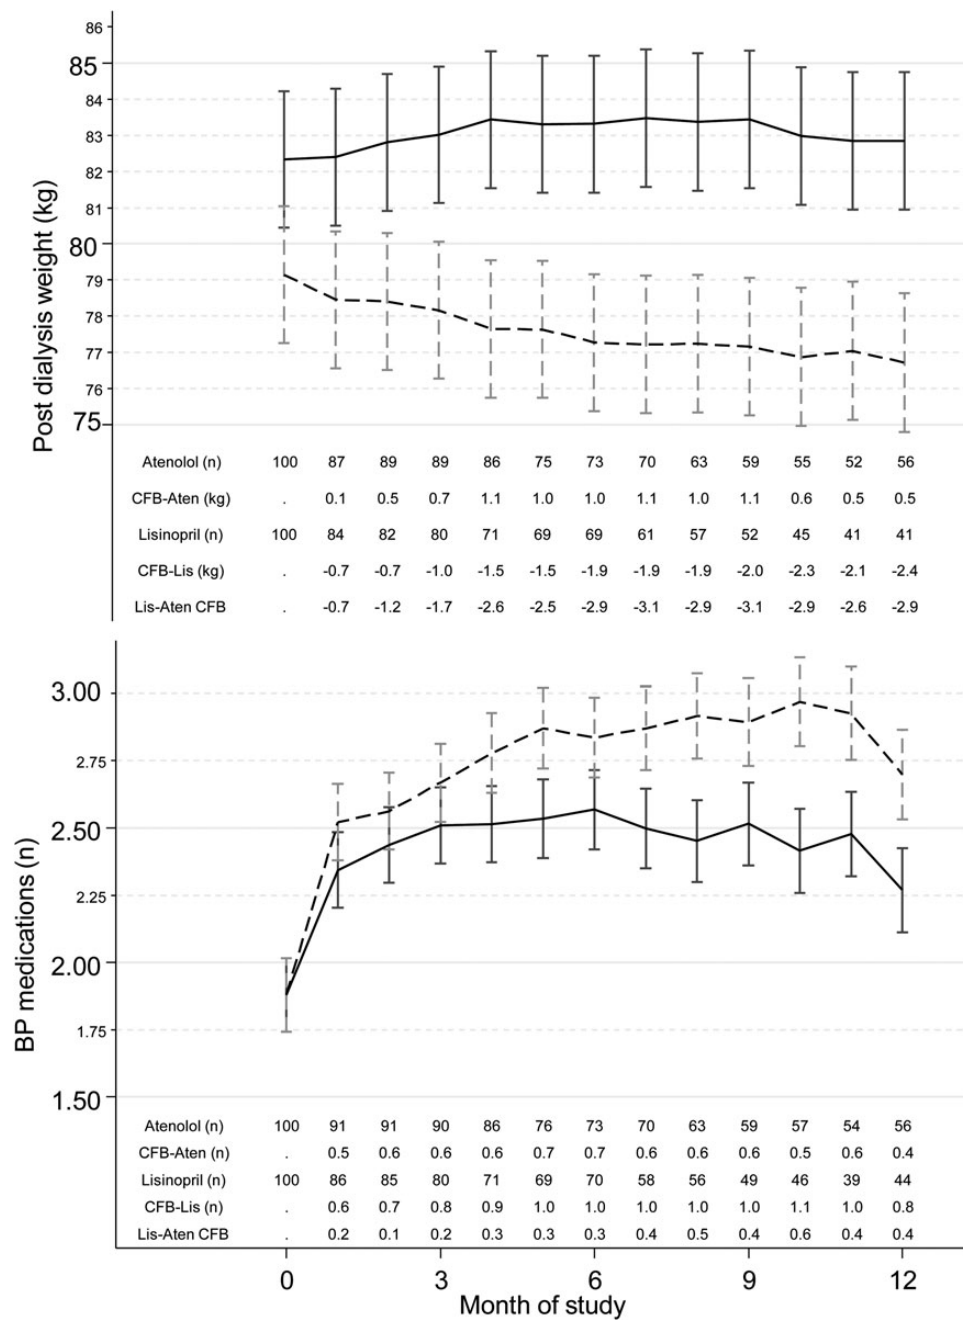 86
85
84
83
82
81
80
79
78
77
76
75
Post dialysis weight (kg)
Atenolol (n) 100 87 89 89 86 75 73 70 63 59 55 52 56
CFB-Aten (kg) . 0.1 0.5 0.7 1.1 1.0 1.0 1.1 1.0 1.1 0.6 0.5 0.5
Lisinopril (n) 100 84 82 80 71 69 69 61 57 52 45 41 41
CFB-Lis (kg) . -0.7 -0.7 -1.0 -1.5 -1.5 -1.9 -1.9 -1.9 -2.0 -2.3 -2.1 -2.4
Lis-Aten CFB . -0.7 -1.2 -1.7 -2.6 -2.5 -2.9 -3.1 -2.9 -3.1 -2.9 -2.6 -2.9
3.00
2.75
2.50
2.25
2.00
1.75
1.50
BP medications (n)
Atenolol (n) 100 91 91 90 86 76 73 70 63 59 57 54 56
CFB-Aten (n) . 0.5 0.6 0.6 0.6 0.7 0.7 0.6 0.6 0.6 0.5 0.6 0.4
Lisinopril (n) 100 86 85 80 71 69 70 58 56 49 46 39 44
CFB-Lis (n) . 0.6 0.7 0.8 0.9 1.0 1.0 1.0 1.0 1.0 1.1 1.0 0.8
Lis-Aten CFB . 0.2 0.1 0.2 0.3 0.3 0.3 0.4 0.5 0.4 0.6 0.4 0.4
0 3 6 9 12
Month of study